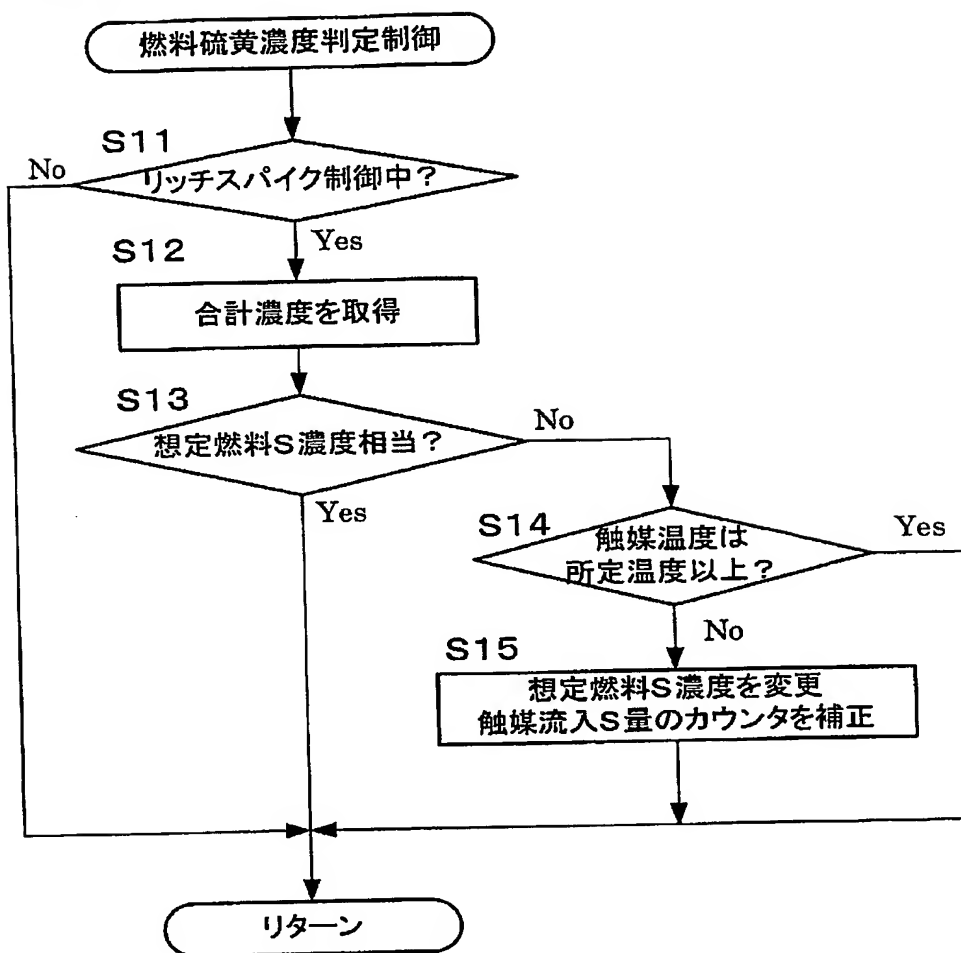 燃料硫黄濃度判定制御
S11
No
リッチスパイク制御中?
Yes
S12
合計濃度を取得
S13
No
想定燃料S濃度相当?
Yes
S14
Yes
触媒温度は
所定温度以上?
No
S15
想定燃料S濃度を変更
触媒流入S量のカウンタを補正
リターン